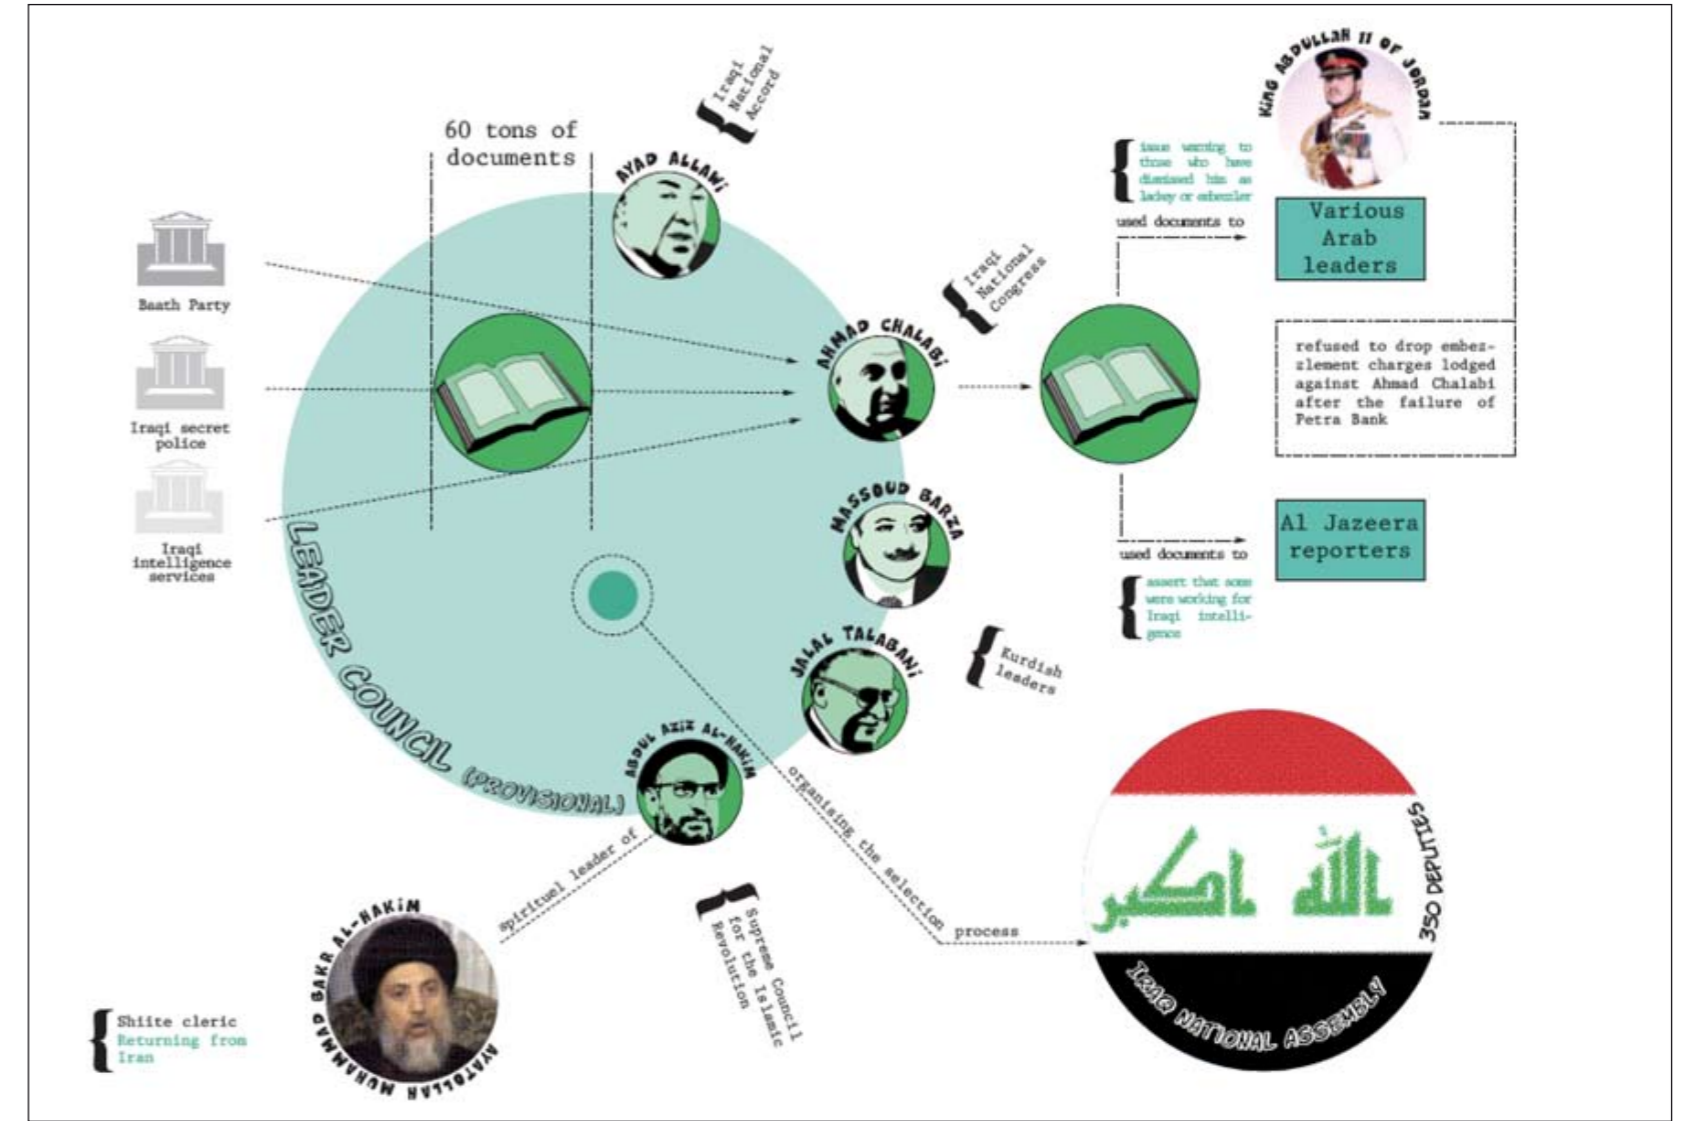 Iraqi
National
Accord
60 tons of
documents
AYAD ALLAWi
KiNG ABDULLAH II OF JORDAN
issue warning to
those who have
dismissed him as
lackey or embezzler
used documents to
Various
Arab
leaders
Baath Party
Iraqi
National
Congress
AHMAD CHALABi
refused to drop embez-
zlement charges lodged
against Ahmad Chalabi
after the failure of
Petra Bank
Iraqi secret
police
MASSOUD BARZA
Al Jazeera
reporters
used documents to
assert that some
were working for
Iraqi intelli-
gence
Iraqi
intelligence
services
LEADER COUNCIL (PROVISIONAL)
JALAL TALABANi
Kurdish
leaders
ABDUL AZiZ AL-HAKiM
organising the selection process
spirituel leader of
Supreme Council
for the Islamic
Revolution
الله اكبر
350 DEPUTIES
IRAQ NATIONAL ASSEMBLY
AYATOLLAH MUHAMMAD BAKR AL-HAKiM
Shiite cleric
Returning from
Iran